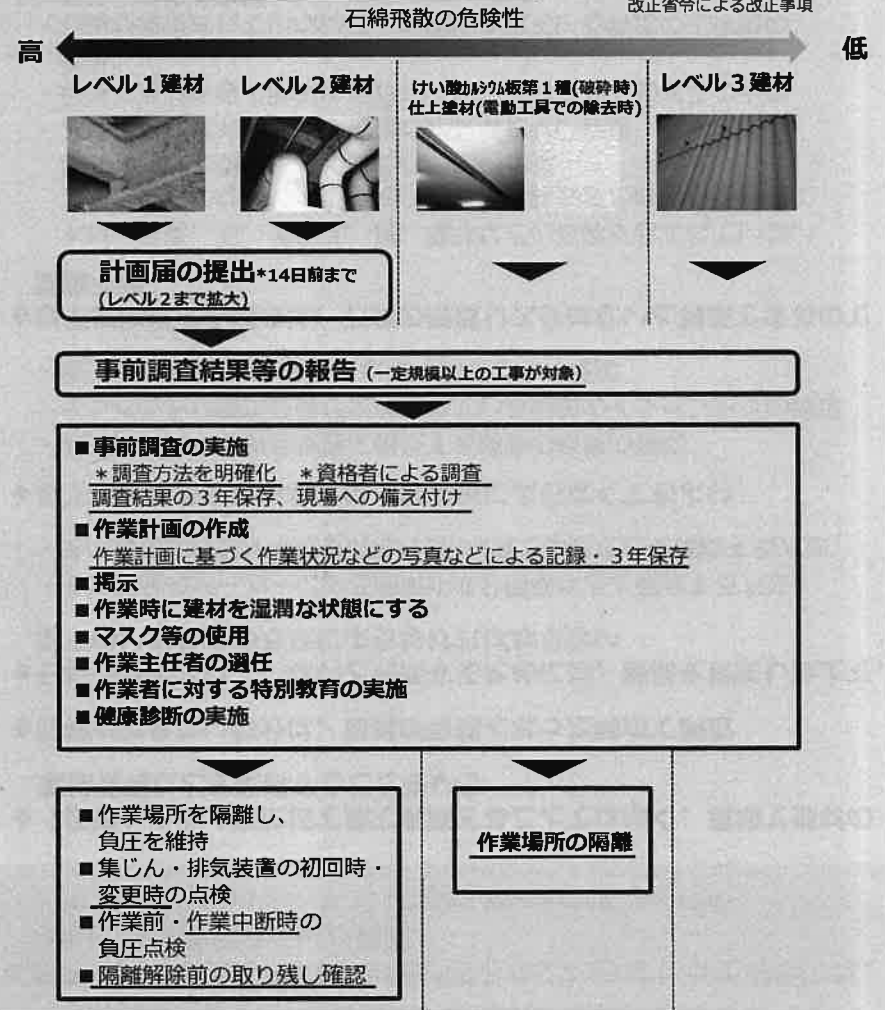 改正省令による改正事項
石綿飛散の危険性
高
低
レベル１建材
レベル２建材
けい酸カルシウム板第１種(破砕時)
仕上塗材(電動工具での除去時)
レベル３建材
計画届の提出*14日前まで
(レベル２まで拡大)
事前調査結果等の報告（一定規模以上の工事が対象）
■事前調査の実施
＊調査方法を明確化　＊資格者による調査
調査結果の３年保存、現場への備え付け
■作業計画の作成
作業計画に基づく作業状況などの写真などによる記録・３年保存
■掲示
■作業時に建材を湿潤な状態にする
■マスク等の使用
■作業主任者の選任
■作業者に対する特別教育の実施
■健康診断の実施
■作業場所を隔離し、
負圧を維持
■集じん・排気装置の初回時・
変更時の点検
■作業前・作業中断時の
負圧点検
■隔離解除前の取り残し確認
作業場所の隔離